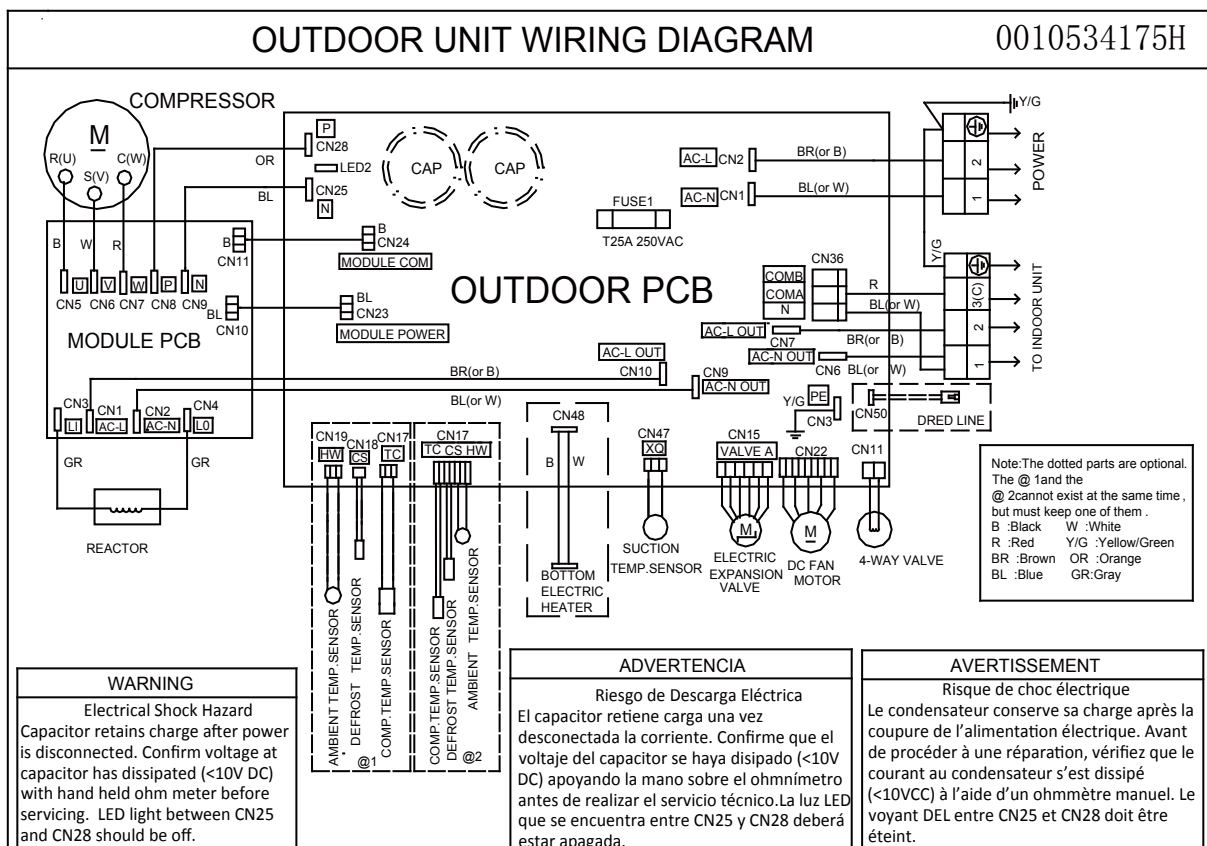 OUTDOOR UNIT WIRING DIAGRAM
0010534175H
COMPRESSOR
M
R(U)
C(W)
S(V)
B
W
R
OR
BL
P
CN28
LED2
CN25
N
CAP
CAP
AC-L
CN2
BR(or B)
AC-N
CN1
BL(or W)
FUSE1
T25A 250VAC
Y/G
2
1
POWER
Y/G
B
CN11
B
CN24
MODULE COM
BL
CN10
BL
CN23
MODULE POWER
OUTDOOR PCB
CN36
COMB
COMA
N
R
BL(or W)
AC-L OUT
CN7
BR(or B)
AC-N OUT
CN6
BL(or W)
3(C)
2
1
TO INDOOR UNIT
U
V
W
P
N
CN5
CN6
CN7
CN8
CN9
MODULE PCB
AC-L OUT
CN10
BR(or B)
CN9
AC-N OUT
BL(or W)
CN3
CN1
CN2
CN4
LI
AC-L
AC-N
L0
GR
GR
REACTOR
Y/G
PE
CN3
CN50
DRED LINE
CN19
CN18
CN17
HW
CS
TC
AMBIENT TEMP.SENSOR
DEFROST TEMP.SENSOR
COMP.TEMP.SENSOR
@1
CN17
TC CS HW
COMP.TEMP.SENSOR
DEFROST TEMP.SENSOR
AMBIENT TEMP.SENSOR
@2
CN48
B
W
BOTTOM
ELECTRIC
HEATER
CN47
XQ
SUCTION
TEMP.SENSOR
CN15
VALVE A
M
ELECTRIC
EXPANSION
VALVE
CN22
M
DC FAN
MOTOR
CN11
4-WAY VALVE
Note:The dotted parts are optional.
The @ 1and the
@ 2cannot exist at the same time ,
but must keep one of them .
B :Black W :White
R :Red Y/G :Yellow/Green
BR :Brown OR :Orange
BL :Blue GR:Gray
WARNING
Electrical Shock Hazard
Capacitor retains charge after power
is disconnected. Confirm voltage at
capacitor has dissipated (<10V DC)
with hand held ohm meter before
servicing. LED light between CN25
and CN28 should be off.
ADVERTENCIA
Riesgo de Descarga Eléctrica
El capacitor retiene carga una vez
desconectada la corriente. Confirme que el
voltaje del capacitor se haya disipado (<10V
DC) apoyando la mano sobre el ohmnímetro
antes de realizar el servicio técnico.La luz LED
que se encuentra entre CN25 y CN28 deberá
estar apagada.
AVERTISSEMENT
Risque de choc électrique
Le condensateur conserve sa charge après la
coupure de l’alimentation électrique. Avant
de procéder à une réparation, vérifiez que le
courant au condensateur s’est dissipé
(<10VCC) à l’aide d’un ohmmètre manuel. Le
voyant DEL entre CN25 et CN28 doit être
éteint.